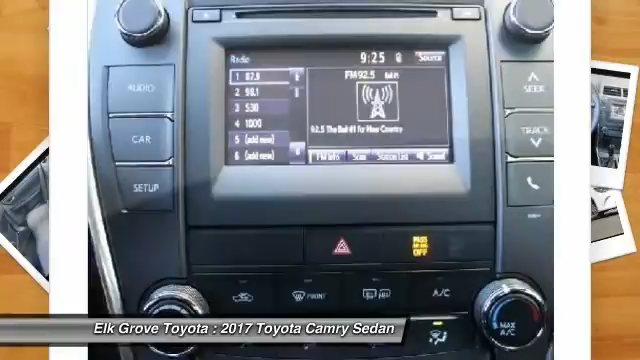 Radio
9:25
Source
1 87.9
2 98.1
3 530
4 1000
5 (add new)
6 (add new)
FM 92.5
92.5 The Bull #1 for New Country
FM Info
Scan
Station List
Sound
AUDIO
CAR
SETUP
SEEK
TRACK
PASS
OFF
FRONT
A/C
MAX
A/C
Elk Grove Toyota : 2017 Toyota Camry Sedan